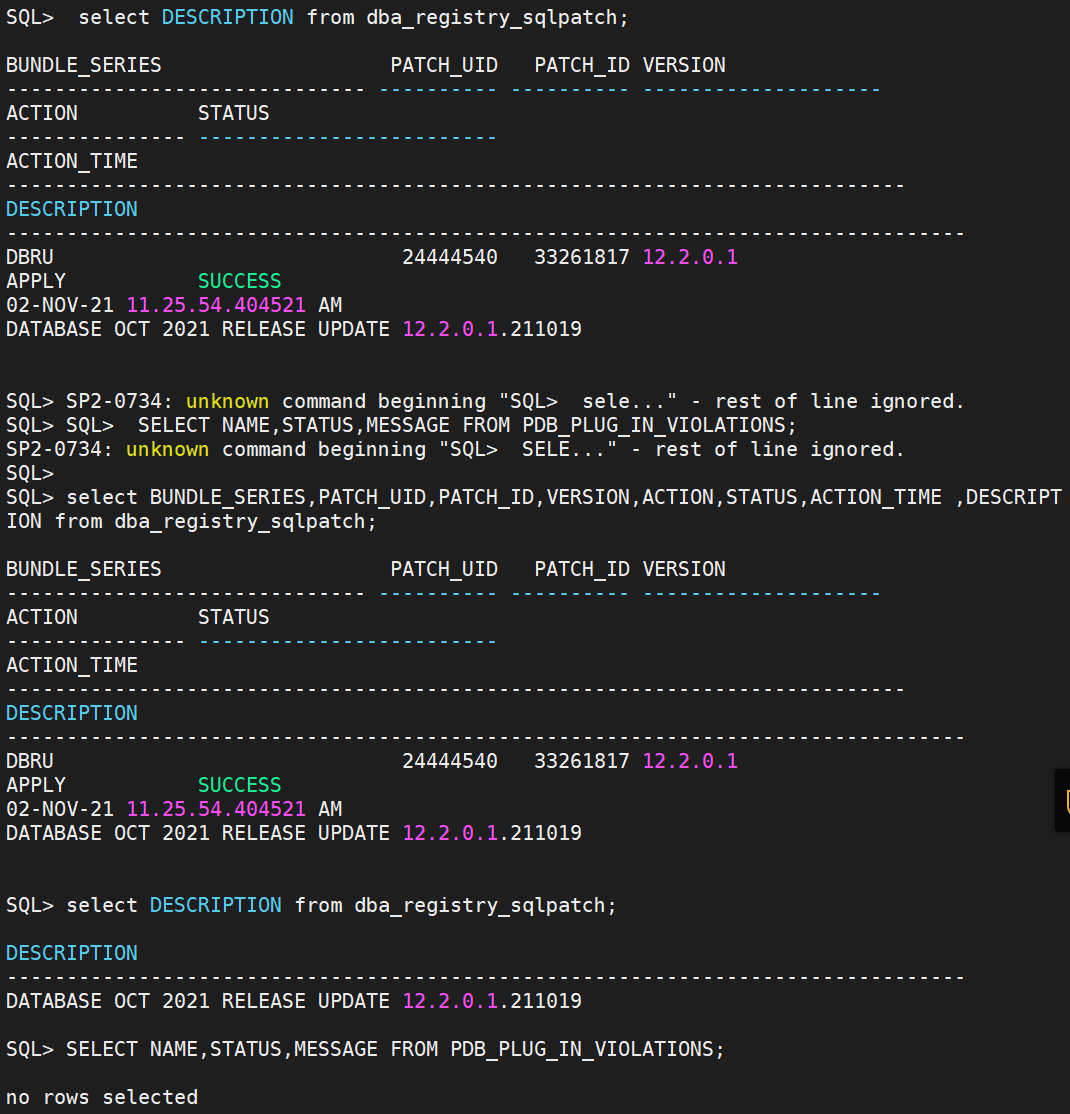 SQL>  select DESCRIPTION from dba_registry_sqlpatch;
BUNDLE_SERIES                   PATCH_UID   PATCH_ID VERSION
------------------------------ ---------- ---------- --------------------
ACTION          STATUS
--------------- -------------------------
ACTION_TIME
---------------------------------------------------------------------------
DESCRIPTION
--------------------------------------------------------------------------------
DBRU                             24444540   33261817 12.2.0.1
APPLY           SUCCESS
02-NOV-21 11.25.54.404521 AM
DATABASE OCT 2021 RELEASE UPDATE 12.2.0.1.211019
SQL> SP2-0734: unknown command beginning "SQL>  sele..." - rest of line ignored.
SQL> SQL>  SELECT NAME,STATUS,MESSAGE FROM PDB_PLUG_IN_VIOLATIONS;
SP2-0734: unknown command beginning "SQL>  SELE..." - rest of line ignored.
SQL>
SQL> select BUNDLE_SERIES,PATCH_UID,PATCH_ID,VERSION,ACTION,STATUS,ACTION_TIME ,DESCRIPT
ION from dba_registry_sqlpatch;
BUNDLE_SERIES                   PATCH_UID   PATCH_ID VERSION
------------------------------ ---------- ---------- --------------------
ACTION          STATUS
--------------- -------------------------
ACTION_TIME
---------------------------------------------------------------------------
DESCRIPTION
--------------------------------------------------------------------------------
DBRU                             24444540   33261817 12.2.0.1
APPLY           SUCCESS
02-NOV-21 11.25.54.404521 AM
DATABASE OCT 2021 RELEASE UPDATE 12.2.0.1.211019
SQL> select DESCRIPTION from dba_registry_sqlpatch;
DESCRIPTION
--------------------------------------------------------------------------------
DATABASE OCT 2021 RELEASE UPDATE 12.2.0.1.211019
SQL> SELECT NAME,STATUS,MESSAGE FROM PDB_PLUG_IN_VIOLATIONS;
no rows selected